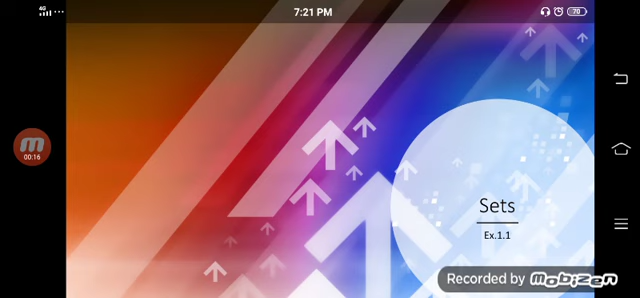 4G
7:21 PM
70
m
00:16
Sets
Ex.1.1
Recorded by mobizen